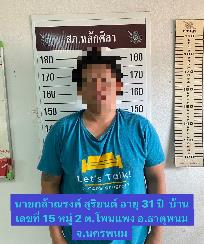 สภ.หลักศิลา
180 180
170 170
160 160
150 150
Let's Talk!
นายกล้าณรงค์ สุริยนต์ อายุ 31 ปี บ้าน
เลขที่ 15 หมู่ 2 ต.โพนแพง อ.ธาตุพนม
จ.นครพนม